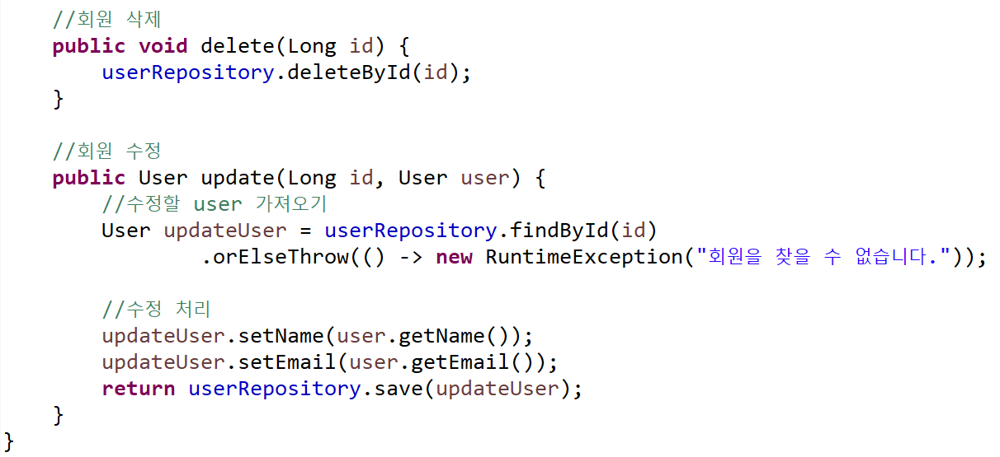 //회원 삭제
public void delete(Long id) {
userRepository.deleteById(id);
}
//회원 수정
public User update(Long id, User user) {
//수정할 user 가져오기
User updateUser = userRepository.findById(id)
.orElseThrow(() -> new RuntimeException("회원을 찾을 수 없습니다."));
//수정 처리
updateUser.setName(user.getName());
updateUser.setEmail(user.getEmail());
return userRepository.save(updateUser);
}
}